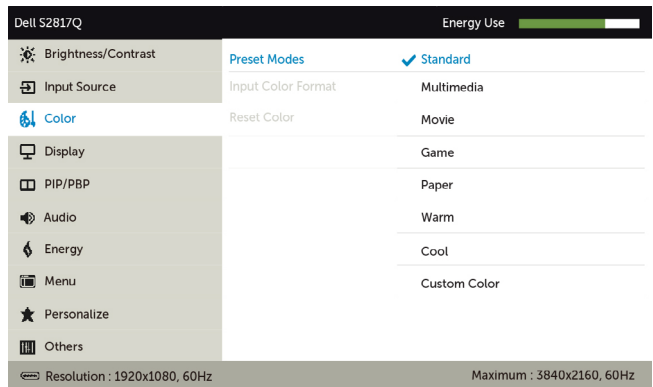 Dell S2817Q Energy Use
Brightness/Contrast
Preset Modes ✔ Standard
Input Source Input Color Format Multimedia
Color Reset Color Movie
Display Game
PIP/PBP Paper
Audio Warm
Energy Cool
Menu Custom Color
Personalize
Others
Resolution : 1920x1080, 60Hz Maximum : 3840x2160, 60Hz